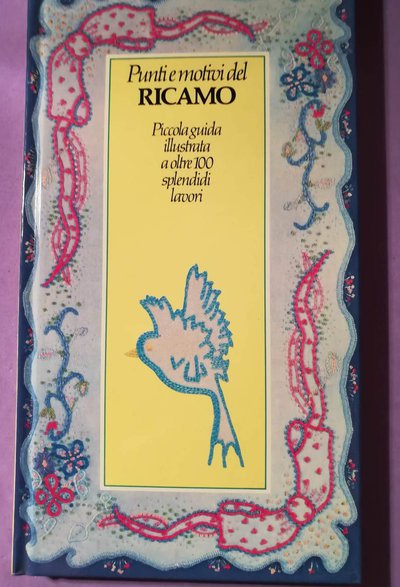 Punti e motivi del
RICAMO
Piccola guida
illustrata
a oltre 100
splendidi
lavori